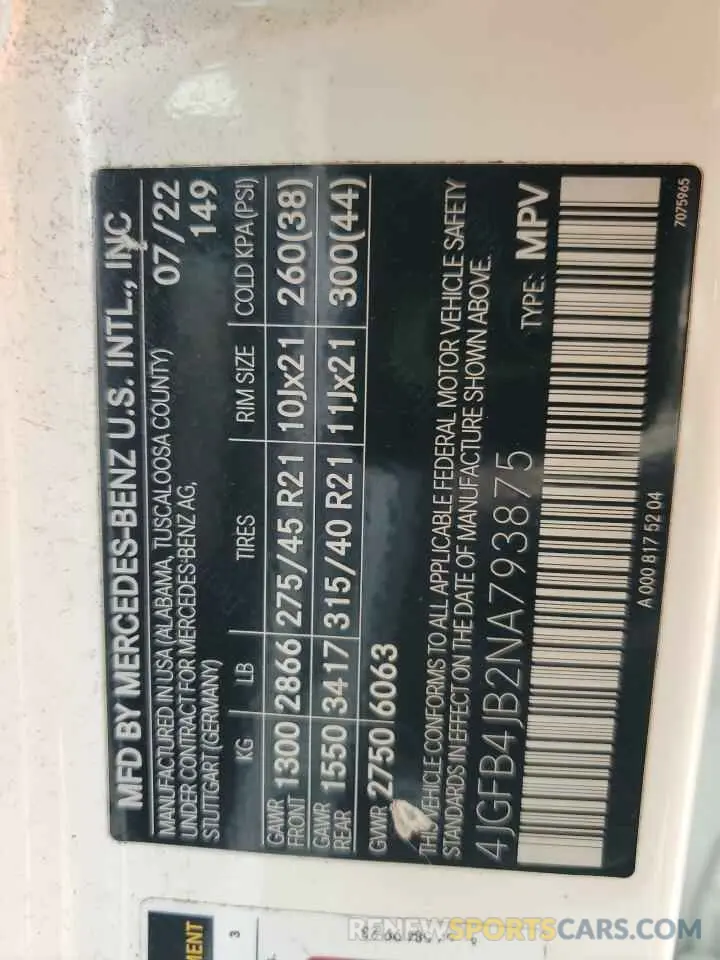 MFD BY MERCEDES-BENZ U.S. INTL., INC
MANUFACTURED IN USA (ALABAMA, TUSCALOOSA COUNTY) 07/22
UNDER CONTRACT FOR MERCEDES-BENZ AG, 149
STUTTGART (GERMANY)
KG LB TIRES RIM SIZE COLD KPA (PSI)
GAWR FRONT 1300 2866 275/45 R21 10Jx21 260(38)
GAWR REAR 1550 3417 315/40 R21 11Jx21 300(44)
GVWR 2750 6063
THIS VEHICLE CONFORMS TO ALL APPLICABLE FEDERAL MOTOR VEHICLE SAFETY
STANDARDS IN EFFECT ON THE DATE OF MANUFACTURE SHOWN ABOVE.
4JGFB4JB2NA793875 TYPE: MPV
A 000 817 52 04
7075965
3
RENEWSPORTSCARS.COM